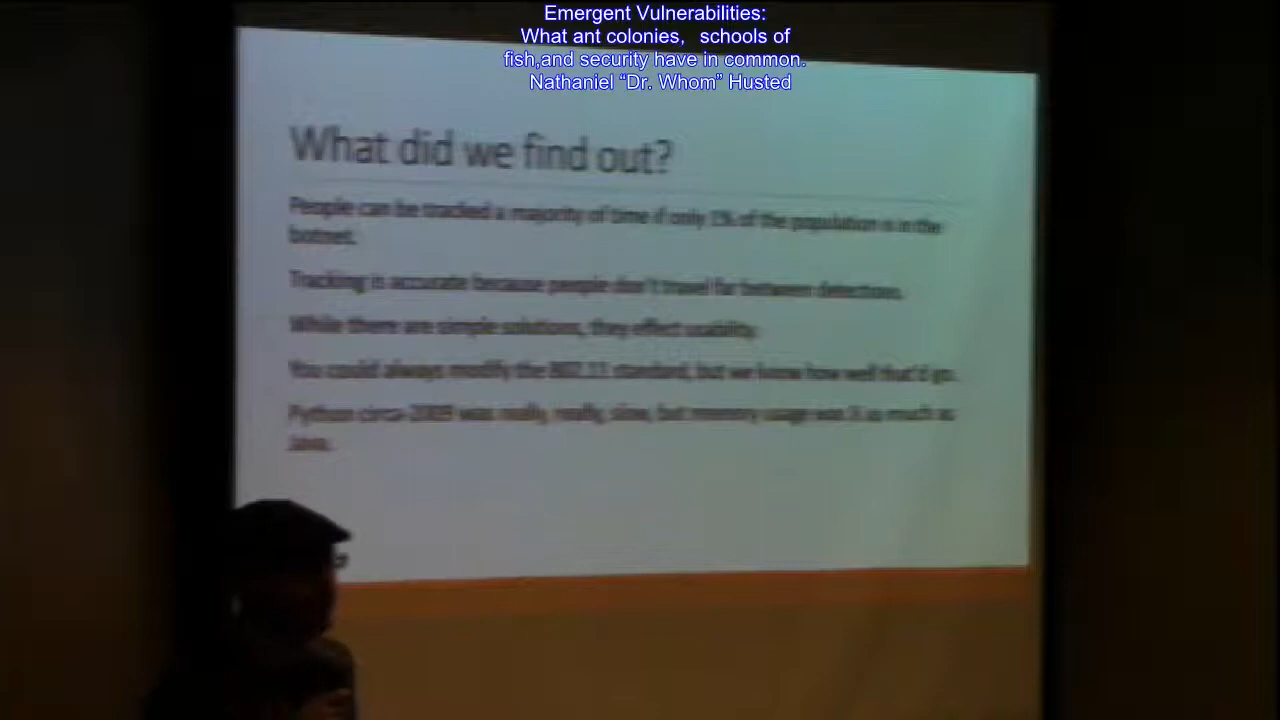 Emergent Vulnerabilities:
What ant colonies, schools of
fish,and security have in common.
Nathaniel “Dr. Whom” Husted
What did we find out?
People can be tracked a majority of time if only 1% of the population is in the
botnet.
Tracking is accurate because people don't travel far between detections.
While there are simple solutions, they effect usability.
You could always modify the 802.11 standard, but we know how well that'd go.
Python circa-2009 was really, really, slow, but memory usage was as much as
Java.